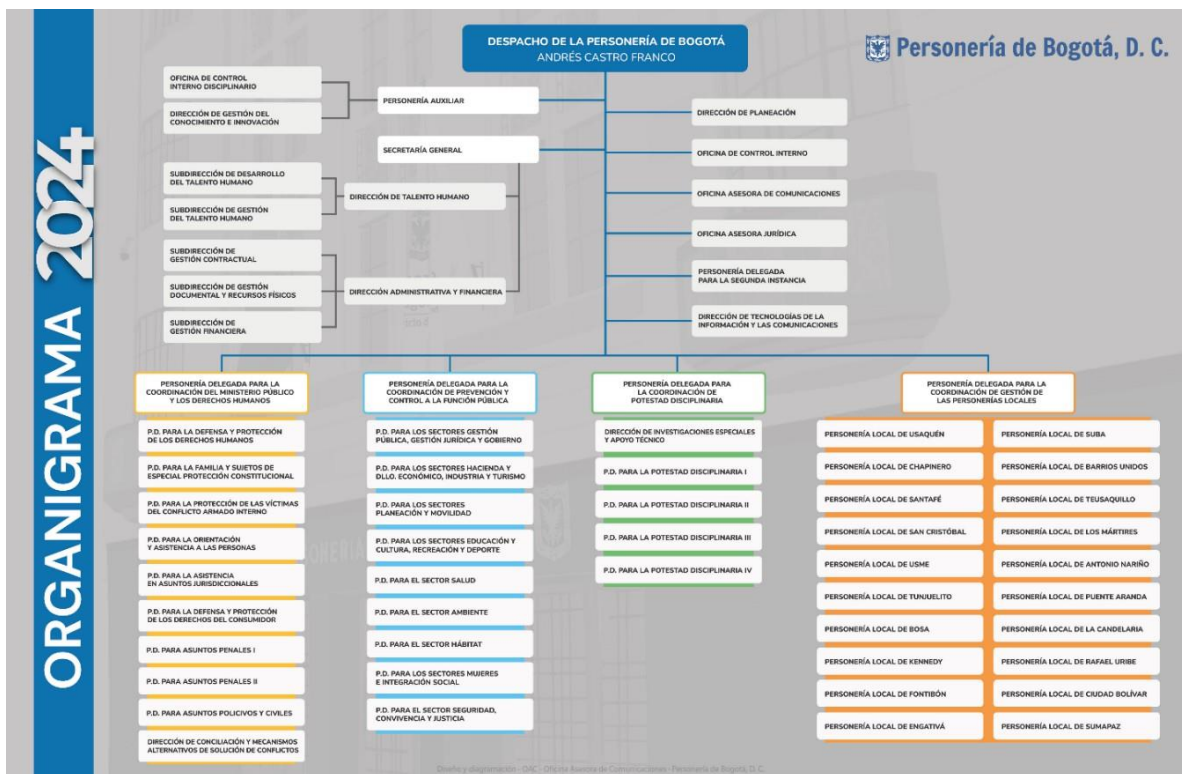 ORGANIGRAMA 2024
DESPACHO DE LA PERSONERÍA DE BOGOTÁ
ANDRÉS CASTRO FRANCO
Personería de Bogotá, D. C.
OFICINA DE CONTROL
INTERNO DISCIPLINARIO
DIRECCIÓN DE GESTIÓN DEL
CONOCIMIENTO E INNOVACIÓN
PERSONERÍA AUXILIAR
SECRETARÍA GENERAL
SUBDIRECCIÓN DE DESARROLLO
DEL TALENTO HUMANO
SUBDIRECCIÓN DE GESTIÓN
DEL TALENTO HUMANO
DIRECCIÓN DE TALENTO HUMANO
SUBDIRECCIÓN DE
GESTIÓN CONTRACTUAL
SUBDIRECCIÓN DE GESTIÓN
DOCUMENTAL Y RECURSOS FÍSICOS
SUBDIRECCIÓN DE
GESTIÓN FINANCIERA
DIRECCIÓN ADMINISTRATIVA Y FINANCIERA
DIRECCIÓN DE PLANEACIÓN
OFICINA DE CONTROL INTERNO
OFICINA ASESORA DE COMUNICACIONES
OFICINA ASESORA JURÍDICA
PERSONERÍA DELEGADA
PARA LA SEGUNDA INSTANCIA
DIRECCIÓN DE TECNOLOGÍAS DE LA
INFORMACIÓN Y LAS COMUNICACIONES
PERSONERÍA DELEGADA PARA LA
COORDINACIÓN DEL MINISTERIO PÚBLICO
Y LOS DERECHOS HUMANOS
P.D. PARA LA DEFENSA Y PROTECCIÓN
DE LOS DERECHOS HUMANOS
P.D. PARA LA FAMILIA Y SUJETOS DE
ESPECIAL PROTECCIÓN CONSTITUCIONAL
P.D. PARA LA PROTECCIÓN DE LAS VÍCTIMAS
DEL CONFLICTO ARMADO INTERNO
P.D. PARA LA ORIENTACIÓN
Y ASISTENCIA A LAS PERSONAS
P.D. PARA LA ASISTENCIA
EN ASUNTOS JURISDICCIONALES
P.D. PARA LA DEFENSA Y PROTECCIÓN
DE LOS DERECHOS DEL CONSUMIDOR
P.D. PARA ASUNTOS PENALES I
P.D. PARA ASUNTOS PENALES II
P.D. PARA ASUNTOS POLICIVOS Y CIVILES
DIRECCIÓN DE CONCILIACIÓN Y MECANISMOS
ALTERNATIVOS DE SOLUCIÓN DE CONFLICTOS
PERSONERÍA DELEGADA PARA LA
COORDINACIÓN DE PREVENCIÓN Y
CONTROL A LA FUNCIÓN PÚBLICA
P.D. PARA LOS SECTORES GESTIÓN
PÚBLICA, GESTIÓN JURÍDICA Y GOBIERNO
P.D. PARA LOS SECTORES HACIENDA Y
DLLO. ECONÓMICO, INDUSTRIA Y TURISMO
P.D. PARA LOS SECTORES
PLANEACIÓN Y MOVILIDAD
P.D. PARA LOS SECTORES EDUCACIÓN Y
CULTURA, RECREACIÓN Y DEPORTE
P.D. PARA EL SECTOR SALUD
P.D. PARA EL SECTOR AMBIENTE
P.D. PARA EL SECTOR HÁBITAT
P.D. PARA LOS SECTORES MUJERES
E INTEGRACIÓN SOCIAL
P.D. PARA EL SECTOR SEGURIDAD,
CONVIVENCIA Y JUSTICIA
PERSONERÍA DELEGADA PARA
LA COORDINACIÓN DE
POTESTAD DISCIPLINARIA
DIRECCIÓN DE INVESTIGACIONES ESPECIALES
Y APOYO TÉCNICO
P.D. PARA LA POTESTAD DISCIPLINARIA I
P.D. PARA LA POTESTAD DISCIPLINARIA II
P.D. PARA LA POTESTAD DISCIPLINARIA III
P.D. PARA LA POTESTAD DISCIPLINARIA IV
PERSONERÍA DELEGADA PARA LA
COORDINACIÓN DE GESTIÓN DE
LAS PERSONERÍAS LOCALES
PERSONERÍA LOCAL DE USAQUÉN
PERSONERÍA LOCAL DE CHAPINERO
PERSONERÍA LOCAL DE SANTAFÉ
PERSONERÍA LOCAL DE SAN CRISTÓBAL
PERSONERÍA LOCAL DE USME
PERSONERÍA LOCAL DE TUNJUELITO
PERSONERÍA LOCAL DE BOSA
PERSONERÍA LOCAL DE KENNEDY
PERSONERÍA LOCAL DE FONTIBÓN
PERSONERÍA LOCAL DE ENGATIVÁ
PERSONERÍA LOCAL DE SUBA
PERSONERÍA LOCAL DE BARRIOS UNIDOS
PERSONERÍA LOCAL DE TEUSAQUILLO
PERSONERÍA LOCAL DE LOS MÁRTIRES
PERSONERÍA LOCAL DE ANTONIO NARIÑO
PERSONERÍA LOCAL DE PUENTE ARANDA
PERSONERÍA LOCAL DE LA CANDELARIA
PERSONERÍA LOCAL DE RAFAEL URIBE
PERSONERÍA LOCAL DE CIUDAD BOLÍVAR
PERSONERÍA LOCAL DE SUMAPAZ
Diseño y diagramación - OAC - Oficina Asesora de Comunicaciones - Personería de Bogotá, D. C.